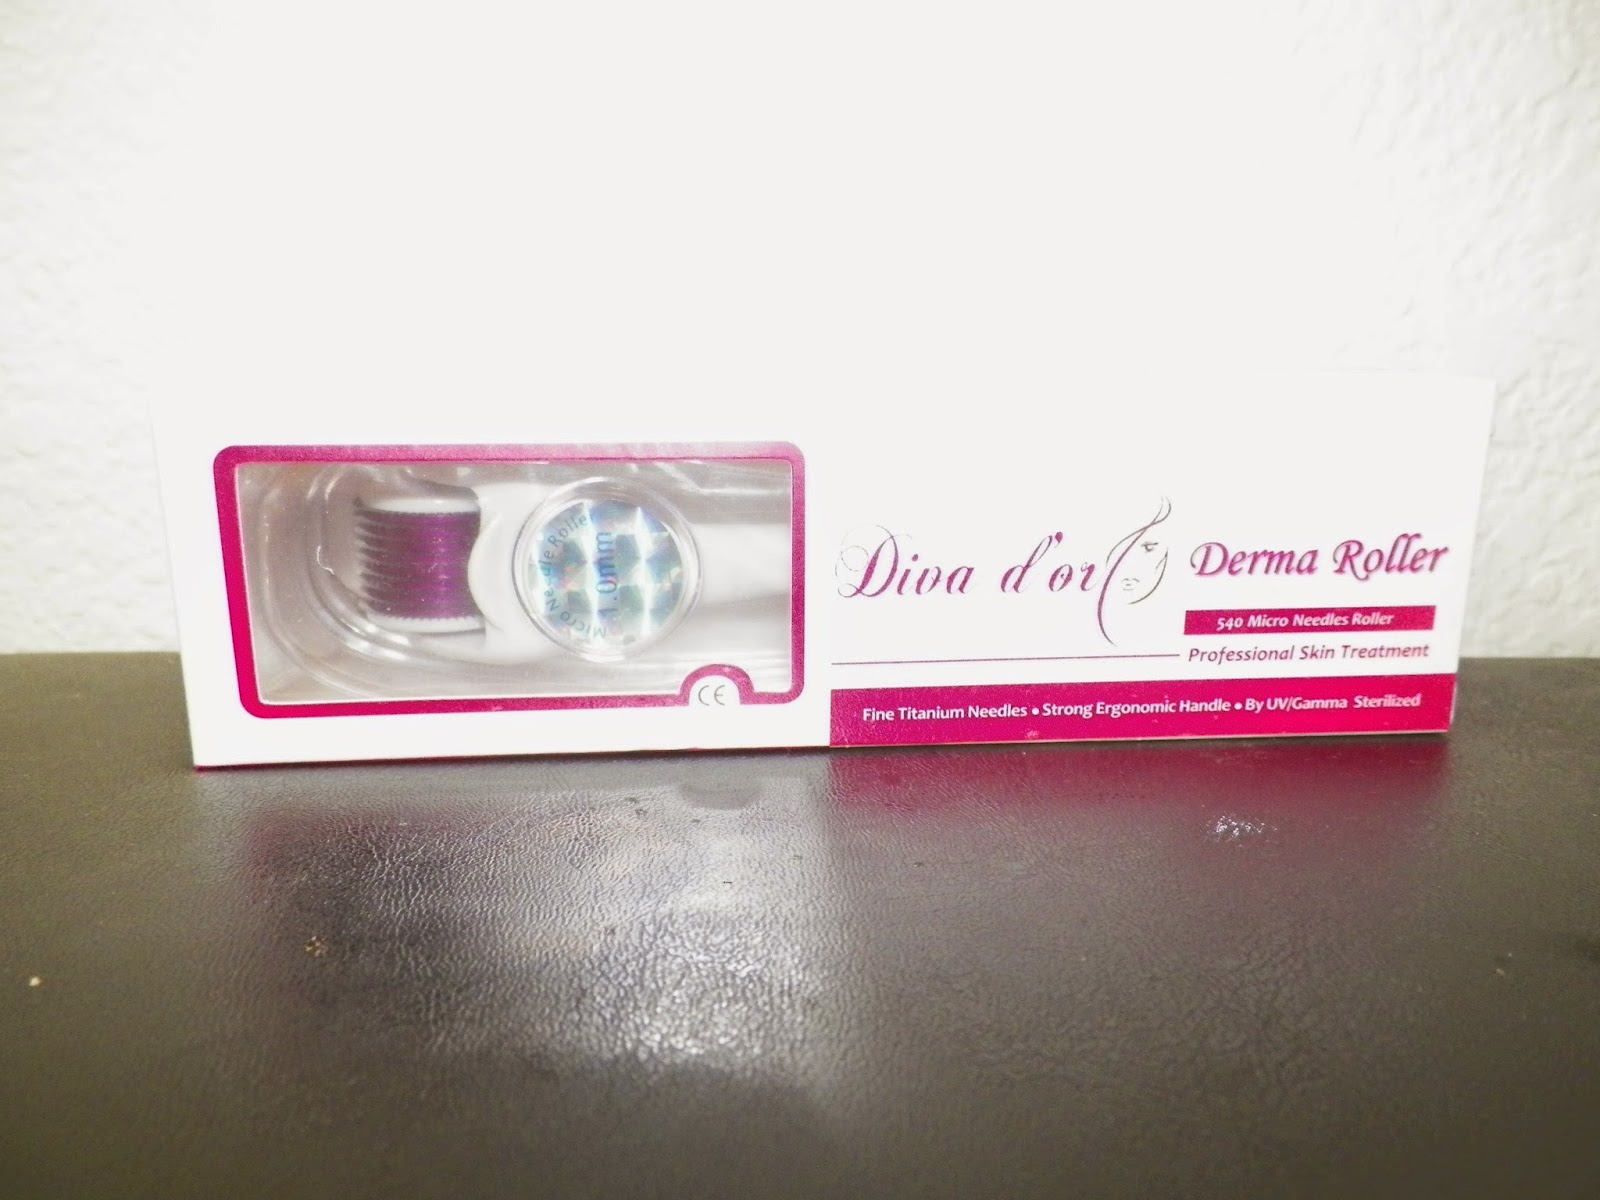 Micro Needle Roller
1.0mm
CE
Diva d'or
Derma Roller
540 Micro Needles Roller
Professional Skin Treatment
Fine Titanium Needles • Strong Ergonomic Handle • By UV/Gamma Sterilized